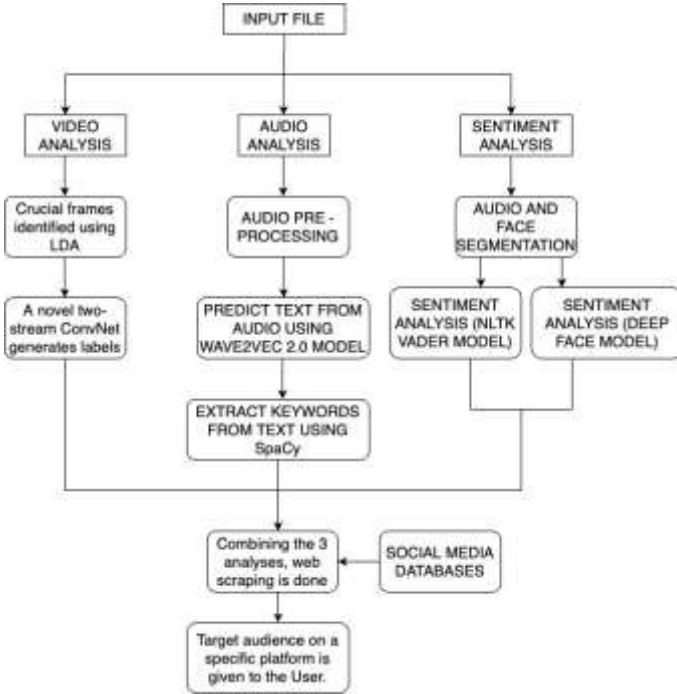 INPUT FILE
VIDEO
ANALYSIS
AUDIO
ANALYSIS
SENTIMENT
ANALYSIS
Crucial frames
identified using
LDA
AUDIO PRE -
PROCESSING
AUDIO AND
FACE
SEGMENTATION
A novel two-
stream ConvNet
generates labels
PREDICT TEXT FROM
AUDIO USING
WAVE2VEC 2.0 MODEL
SENTIMENT
ANALYSIS (NLTK
VADER MODEL)
SENTIMENT
ANALYSIS (DEEP
FACE MODEL)
EXTRACT KEYWORDS
FROM TEXT USING
SpaCy
Combining the 3
analyses, web
scraping is done
SOCIAL MEDIA
DATABASES
Target audience on a
specific platform is
given to the User.